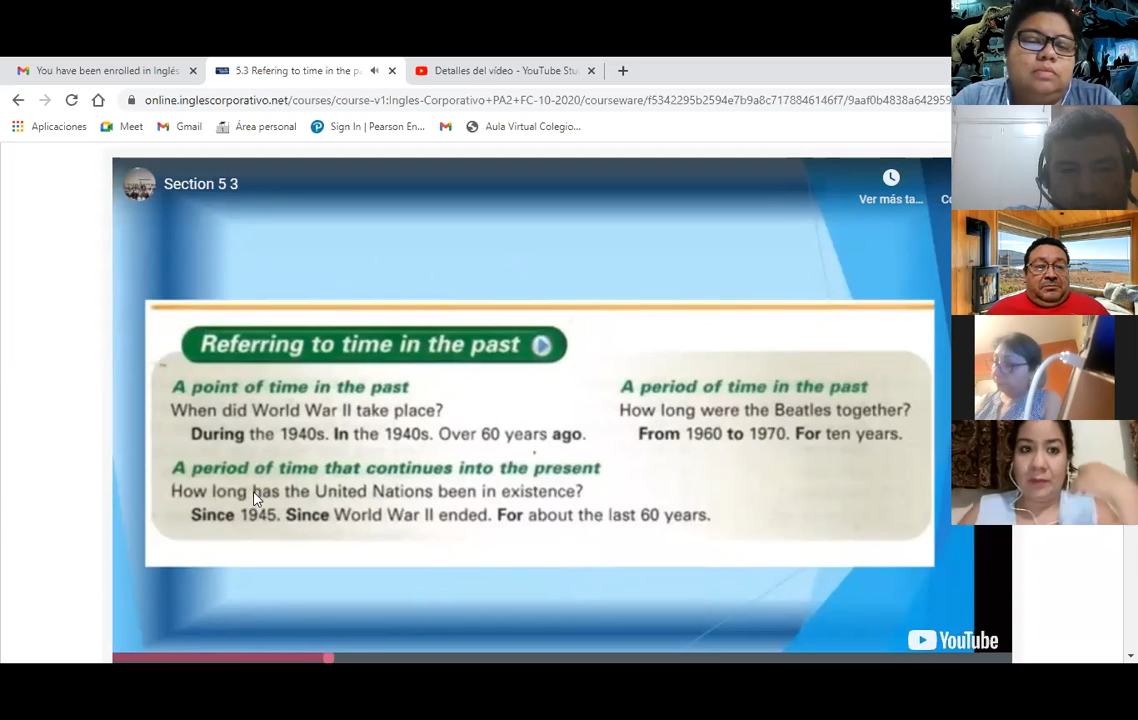 You have been enrolled in Inglés
5.3 Refering to time in the p
Detalles del vídeo - YouTube Stu
online.inglescorporativo.net/courses/course-v1:Ingles-Corporativo+PA2+FC-10-2020/courseware/f5342295b2594e7b9a8c7178846146f7/9aaf0b4838a642959
Aplicaciones
Meet
Gmail
Área personal
Sign In | Pearson En...
Aula Virtual Colegio...
Section 5 3
Ver más ta...
Referring to time in the past
A point of time in the past
When did World War II take place?
During the 1940s. In the 1940s. Over 60 years ago.
A period of time in the past
How long were the Beatles together?
From 1960 to 1970. For ten years.
A period of time that continues into the present
How long has the United Nations been in existence?
Since 1945. Since World War II ended. For about the last 60 years.
YouTube